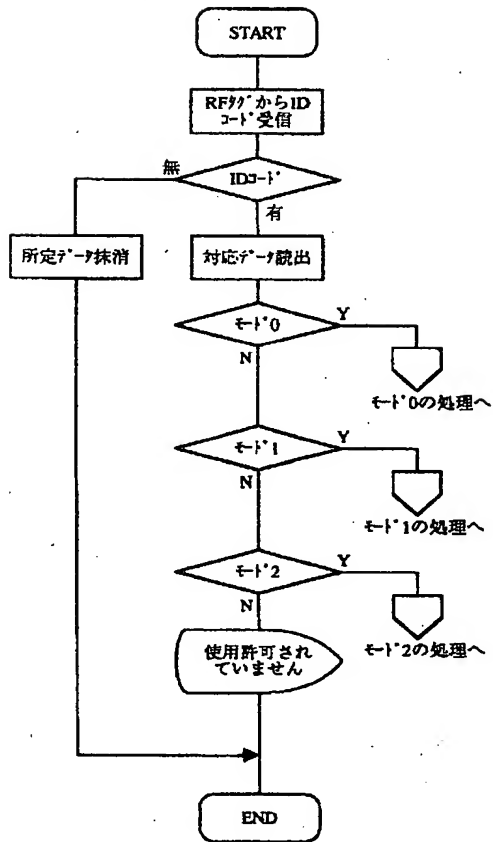 START
RFﾀｸﾞからID
ｺｰﾄﾞ受信
無
IDｺｰﾄﾞ
有
所定ﾃﾞｰﾀ抹消
対応ﾃﾞｰﾀ読出
ﾓｰﾄﾞ0
Y
N
ﾓｰﾄﾞ0の処理へ
ﾓｰﾄﾞ1
Y
N
ﾓｰﾄﾞ1の処理へ
ﾓｰﾄﾞ2
Y
N
ﾓｰﾄﾞ2の処理へ
使用許可され
ていません
END